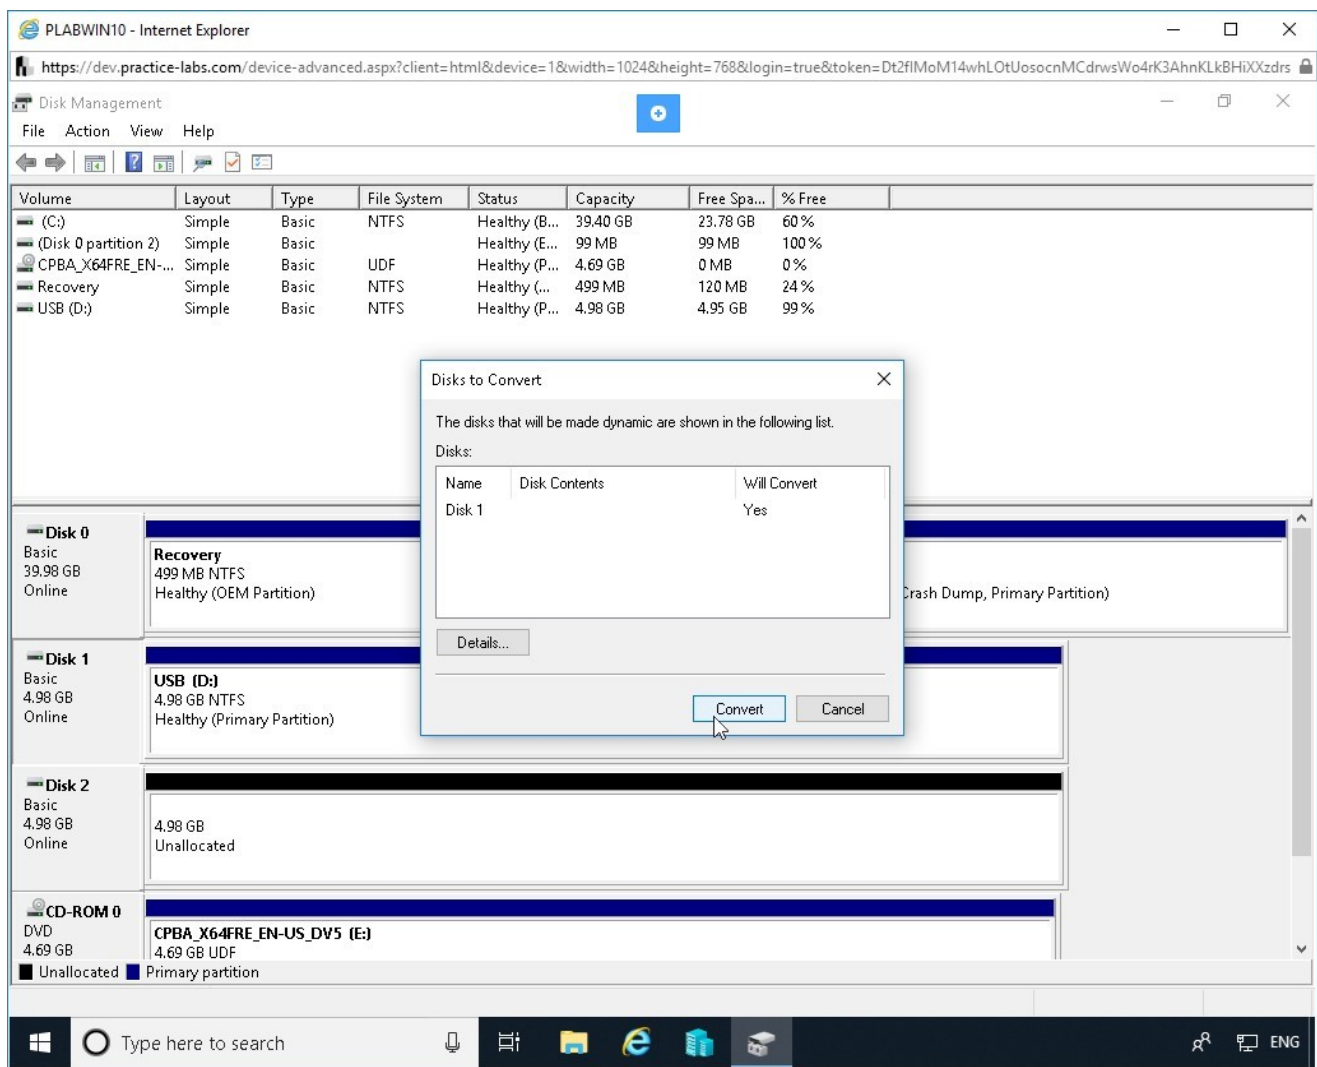 PLABWIN10 - Internet Explorer
https://dev.practice-labs.com/device-advanced.aspx?client=html&device=1&width=1024&height=768&login=true&token=Dt2flMoM14whLOtUosocnMCdrwsWo4rK3AhnKLkBHiXXzdrs
Disk Management
File Action View Help
Volume Layout Type File System Status Capacity Free Spa... % Free
(C:) Simple Basic NTFS Healthy (B... 39.40 GB 23.78 GB 60 %
(Disk 0 partition 2) Simple Basic Healthy (E... 99 MB 99 MB 100 %
CPBA_X64FRE_EN-... Simple Basic UDF Healthy (P... 4.69 GB 0 MB 0 %
Recovery Simple Basic NTFS Healthy (... 499 MB 120 MB 24 %
USB (D:) Simple Basic NTFS Healthy (P... 4.98 GB 4.95 GB 99 %
Disks to Convert
The disks that will be made dynamic are shown in the following list.
Disks:
Name Disk Contents Will Convert
Disk 1 Yes
Details...
Convert Cancel
Disk 0
Basic
39.98 GB
Online
Recovery
499 MB NTFS
Healthy (OEM Partition)
Crash Dump, Primary Partition)
Disk 1
Basic
4.98 GB
Online
USB (D:)
4.98 GB NTFS
Healthy (Primary Partition)
Disk 2
Basic
4.98 GB
Online
4.98 GB
Unallocated
CD-ROM 0
DVD
4.69 GB
CPBA_X64FRE_EN-US_DV5 (E:)
4.69 GB UDF
Unallocated Primary partition
Type here to search
ENG